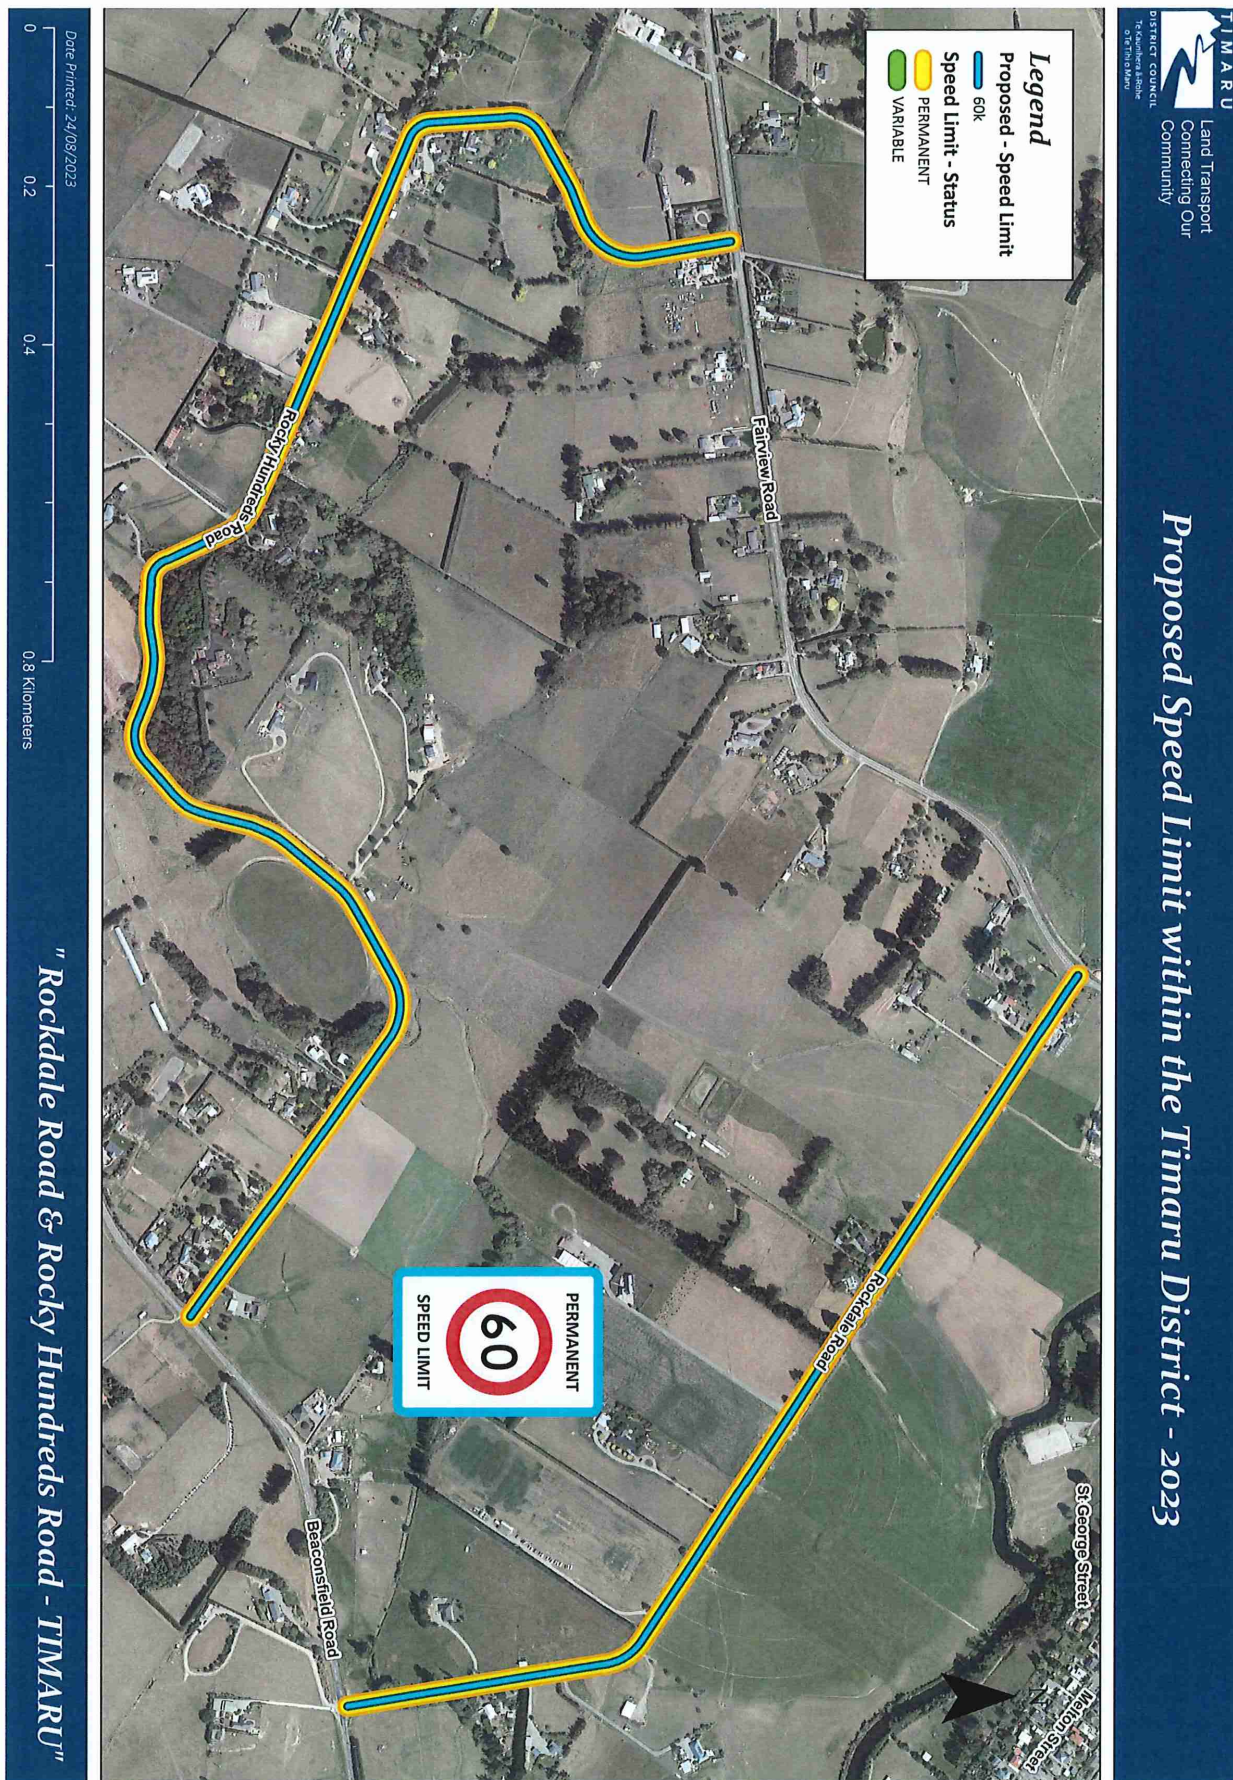 TIMARU
DISTRICT COUNCIL
Te Kaunihera ā-Rohe
o Te Tihi o Maru
Land Transport
Connecting Our
Community
Proposed Speed Limit within the Timaru District - 2023
Legend
Proposed - Speed Limit
60k
Speed Limit - Status
PERMANENT
VARIABLE
Fairview Road
Rocky Hundreds Road
Rockdale Road
St George Street
Melton Street
Beaconsfield Road
PERMANENT
60
SPEED LIMIT
N
Date Printed: 24/08/2023
0 0.2 0.4 0.8 Kilometers
"Rockdale Road & Rocky Hundreds Road - TIMARU"